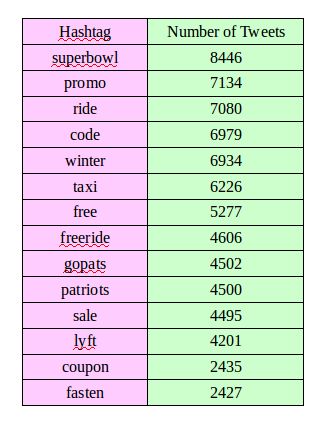 Hashtag Number of Tweets
superbowl 8446
promo 7134
ride 7080
code 6979
winter 6934
taxi 6226
free 5277
freeride 4606
gopats 4502
patriots 4500
sale 4495
lyft 4201
coupon 2435
fasten 2427